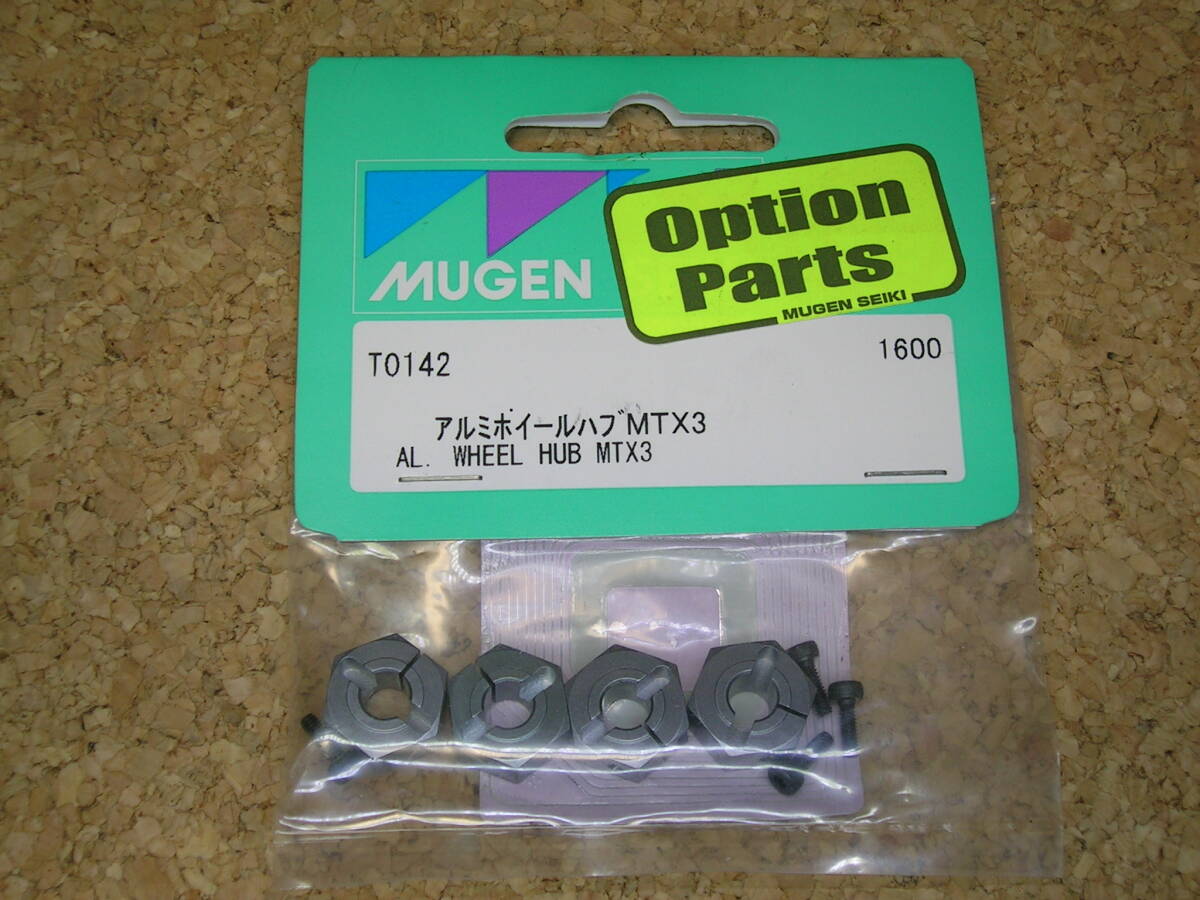 MUGEN
Option
Parts
MUGEN SEIKI
T0142
1600
アルミホイールハブMTX3
AL. WHEEL HUB MTX3